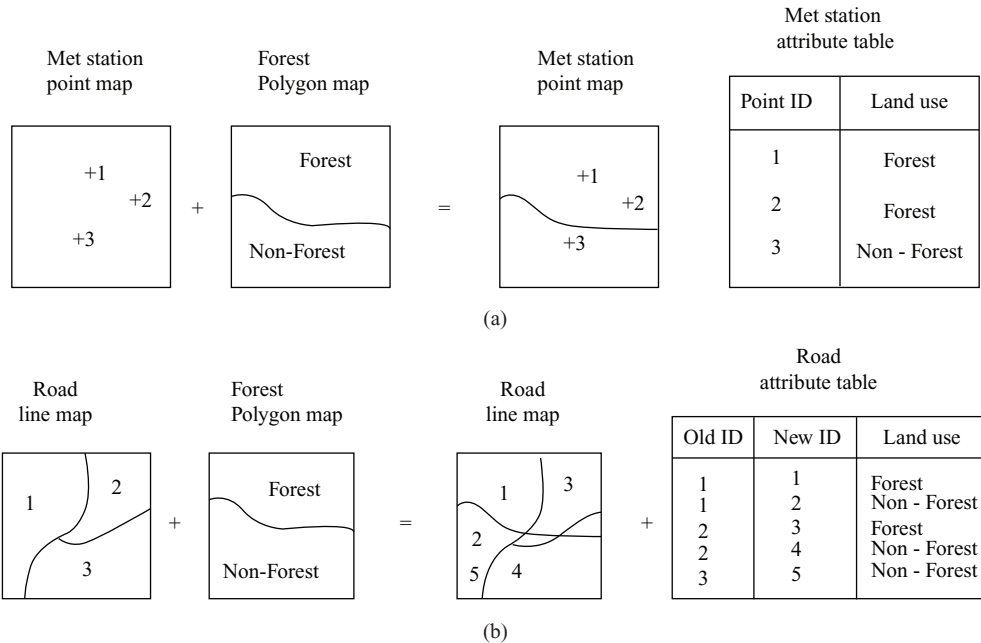 Met station
point map
Forest
Polygon map
Met station
point map
Met station
attribute table
+1
+2
+3
+
Forest
Non-Forest
=
+1
+2
+3
Point ID Land use
1 Forest
2 Forest
3 Non - Forest
(a)
Road
line map
Forest
Polygon map
Road
line map
Road
attribute table
1
2
3
+
Forest
Non-Forest
=
1
3
2
5
4
+
Old ID New ID Land use
1 1 Forest
1 2 Non - Forest
2 3 Forest
2 4 Non - Forest
3 5 Non - Forest
(b)